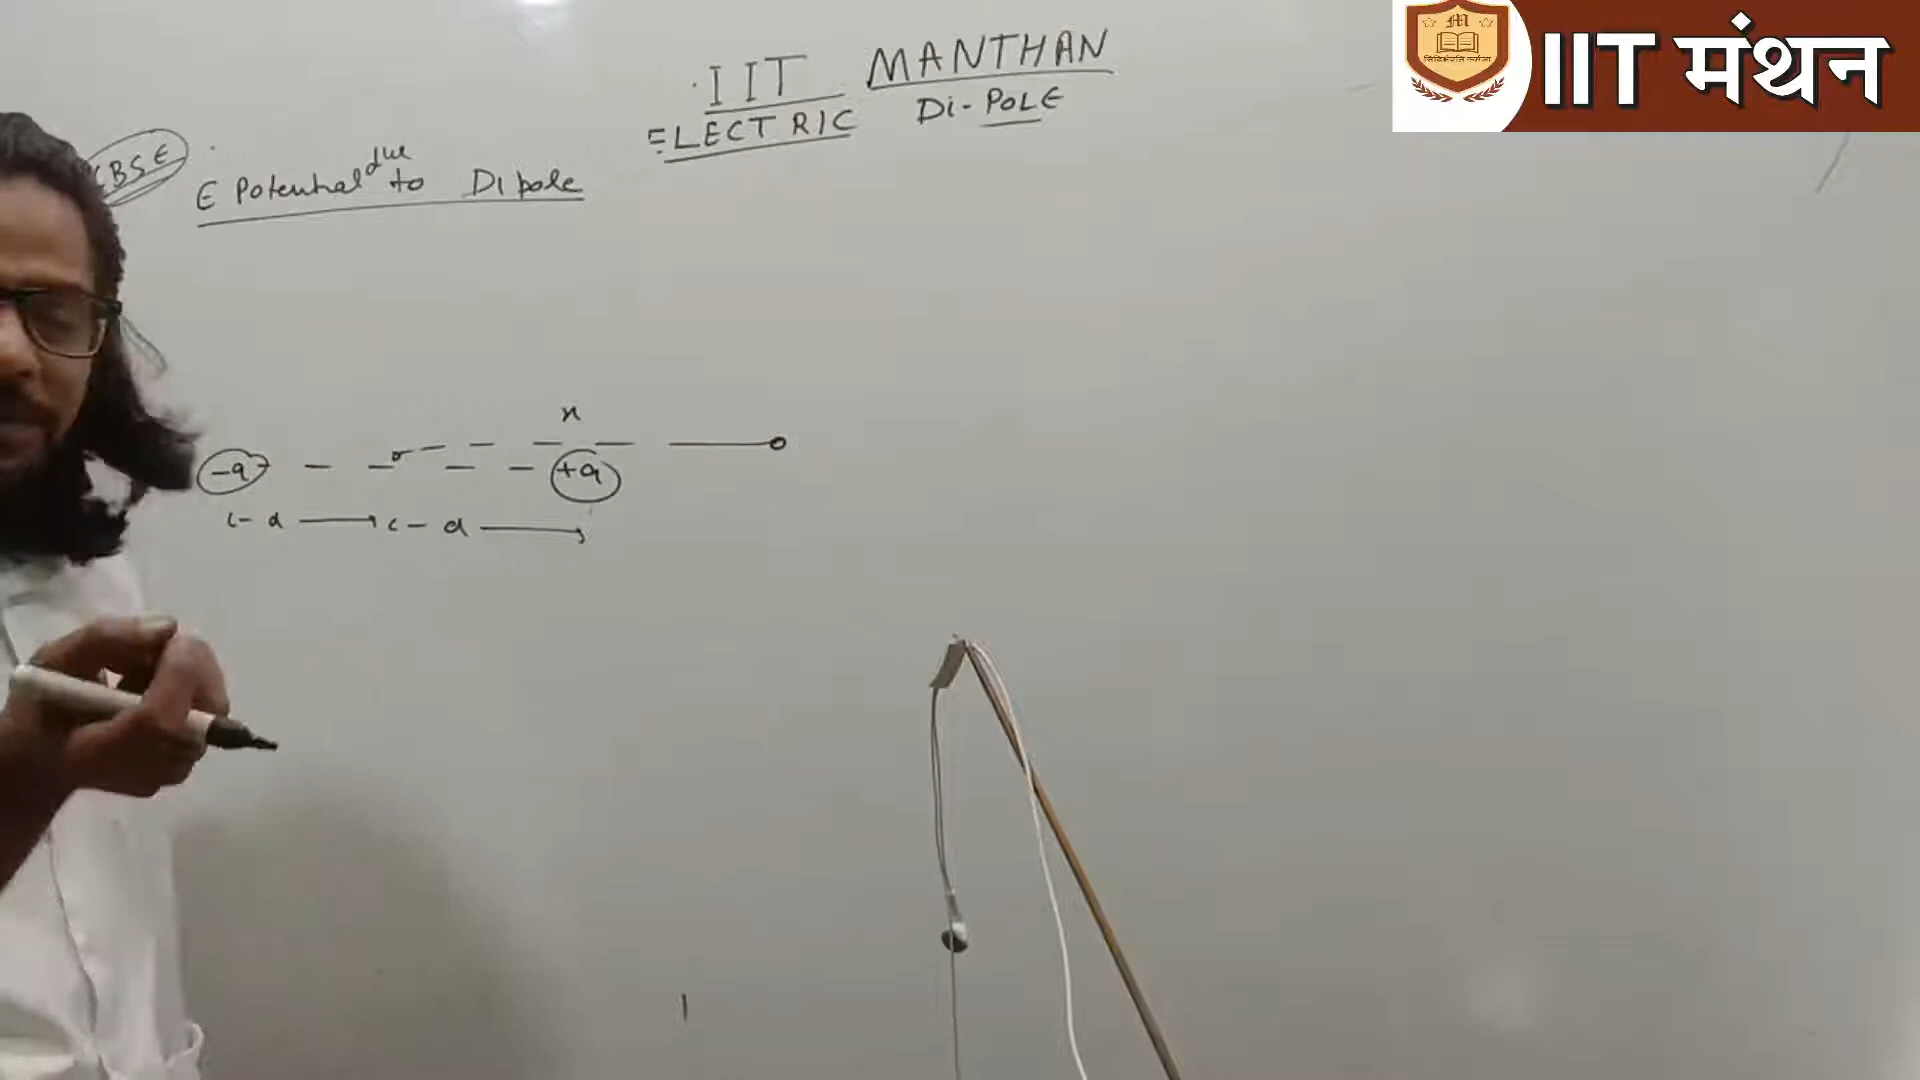 IIT MANTHAN
ELECTRIC Di-POLE
IIT मंथन
M
CBSE
E Potential due to Dipole
x
-q +q
d d